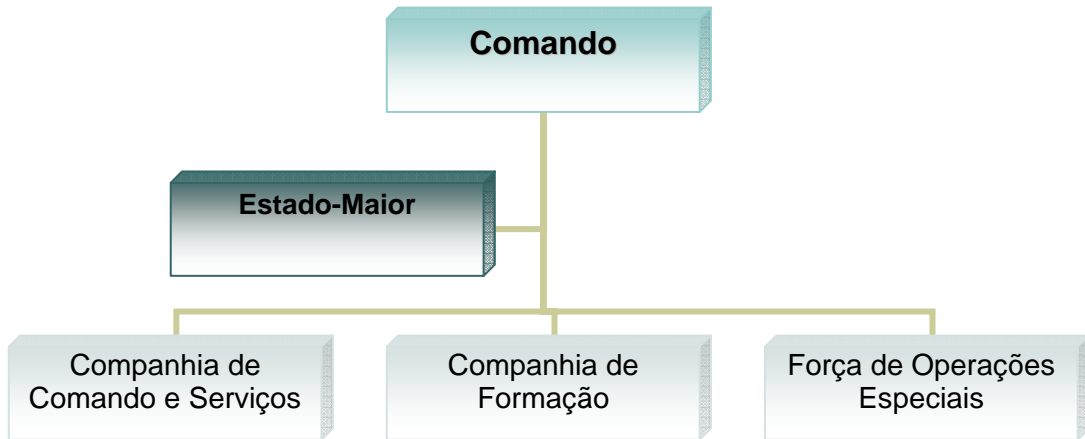 Comando
Estado-Maior
Companhia de
Comando e Serviços
Companhia de
Formação
Força de Operações
Especiais